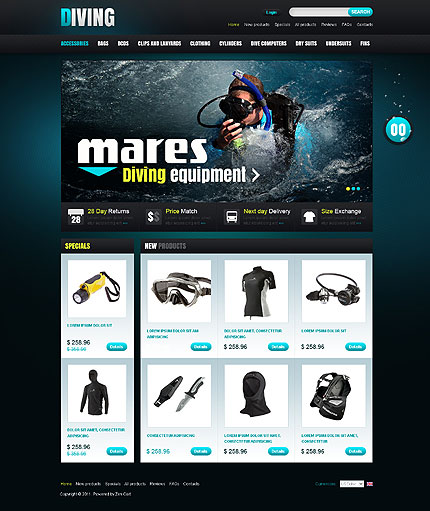 DIVING
Login
SEARCH
Home New products Specials All products Reviews FAQs Contacts
ACCESSORIES BAGS BCDS CLIPS AND LANYARDS CLOTHING CYLINDERS DIVE COMPUTERS DRY SUITS UNDERSUITS FINS
00
mares
Diving equipment
28
28 Day Returns
$$
Price Match
Next day Delivery
Size Exchange
SPECIALS
NEW PRODUCTS
LOREM IPSUM DOLOR SIT
$ 258.96
$ 358.96
Details
LOREM IPSUM DOLOR SIT AM
ADIPISICING
$ 258.96
Details
DOLOR SIT AMET, CONSECTETUR
ADIPISICING
$ 258.96
Details
LOREM IPSUM DOLOR SIT
$ 258.96
Details
DOLOR SIT AMET, CONSECTETUR
ADIPISICING
$ 258.96
$ 358.96
Details
CONSECTETUR ADIPISICING
$ 258.96
Details
LOREM IPSUM DOLOR SIT AMET,
CONSECTETUR ADIPISICING
$ 258.96
Details
LOREM IPSUM DOLOR SIT AMET,
ADIPISICING
$ 258.96
Details
Home New products Specials All products Reviews FAQs Contacts
Currencies:
US Dollar
Copyright © 2011 . Powered by Zen Cart